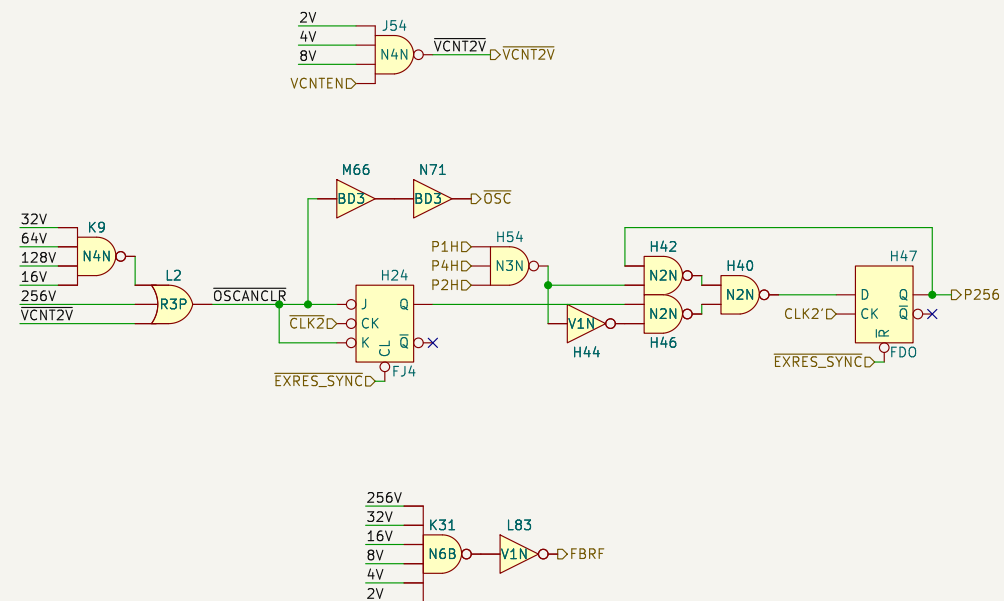 2V
4V
8V
VCNTEN
J54
N4N
VCNT2V
VCNT2V
M66
BD3
N71
BD3
OSC
32V
64V
128V
16V
256V
VCNT2V
K9
N4N
L2
R3P
OSCANCLR
H24
J
CK
K
CL
Q
Q
FJ4
CLK2
EXRES_SYNC
P1H
P4H
P2H
H54
N3N
V1N
H44
H42
N2N
N2N
H46
H40
N2N
H47
D
CK
Q
Q
R
FDO
CLK2'
EXRES_SYNC
P256
256V
32V
16V
8V
4V
2V
K31
N6B
L83
V1N
FBRF